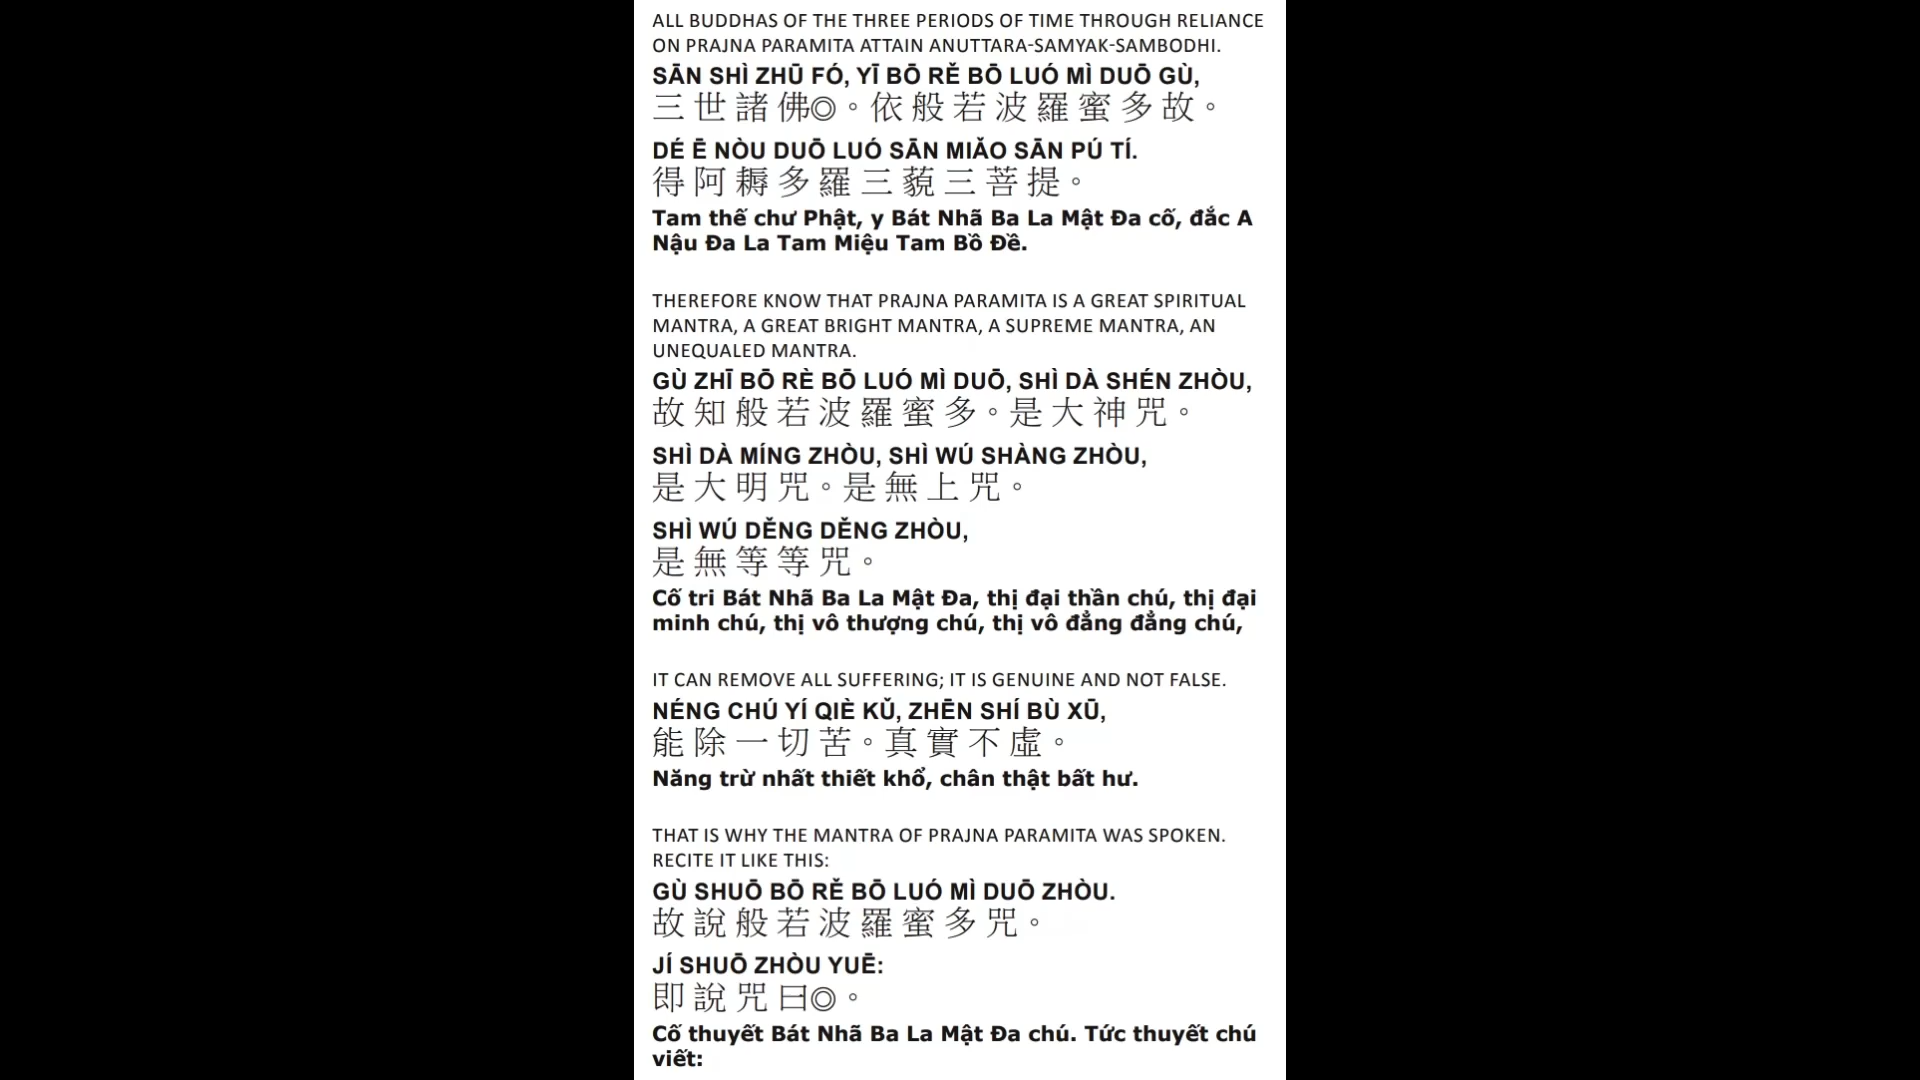 ALL BUDDHAS OF THE THREE PERIODS OF TIME THROUGH RELIANCE
ON PRAJNA PARAMITA ATTAIN ANUTTARA-SAMYAK-SAMBODHI.
SĀN SHÌ ZHŪ FÓ, YĪ BŌ RĚ BŌ LUÓ MÌ DUŌ GÙ,
三世諸佛◎。依般若波羅蜜多故。
DÉ Ē NÒU DUŌ LUÓ SĀN MIǍO SĀN PÚ TÍ.
得阿耨多羅三藐三菩提。
Tam thế chư Phật, y Bát Nhã Ba La Mật Đa cố, đắc A
Nậu Đa La Tam Miệu Tam Bồ Đề.
THEREFORE KNOW THAT PRAJNA PARAMITA IS A GREAT SPIRITUAL
MANTRA, A GREAT BRIGHT MANTRA, A SUPREME MANTRA, AN
UNEQUALED MANTRA.
GÙ ZHĪ BŌ RÈ BŌ LUÓ MÌ DUŌ, SHÌ DÀ SHÉN ZHÒU,
故知般若波羅蜜多。是大神咒。
SHÌ DÀ MÍNG ZHÒU, SHÌ WÚ SHÀNG ZHÒU,
是大明咒。是無上咒。
SHÌ WÚ DĚNG DĚNG ZHÒU,
是無等等咒。
Cố tri Bát Nhã Ba La Mật Đa, thị đại thần chú, thị đại
minh chú, thị vô thượng chú, thị vô đẳng đẳng chú,
IT CAN REMOVE ALL SUFFERING; IT IS GENUINE AND NOT FALSE.
NÉNG CHÚ YÍ QIÈ KǓ, ZHĒN SHÍ BÙ XŪ,
能除一切苦。真實不虛。
Năng trừ nhất thiết khổ, chân thật bất hư.
THAT IS WHY THE MANTRA OF PRAJNA PARAMITA WAS SPOKEN.
RECITE IT LIKE THIS:
GÙ SHUŌ BŌ RĚ BŌ LUÓ MÌ DUŌ ZHÒU.
故說般若波羅蜜多咒。
JÍ SHUŌ ZHÒU YUĒ:
即說咒曰◎。
Cố thuyết Bát Nhã Ba La Mật Đa chú. Tức thuyết chú
viết: